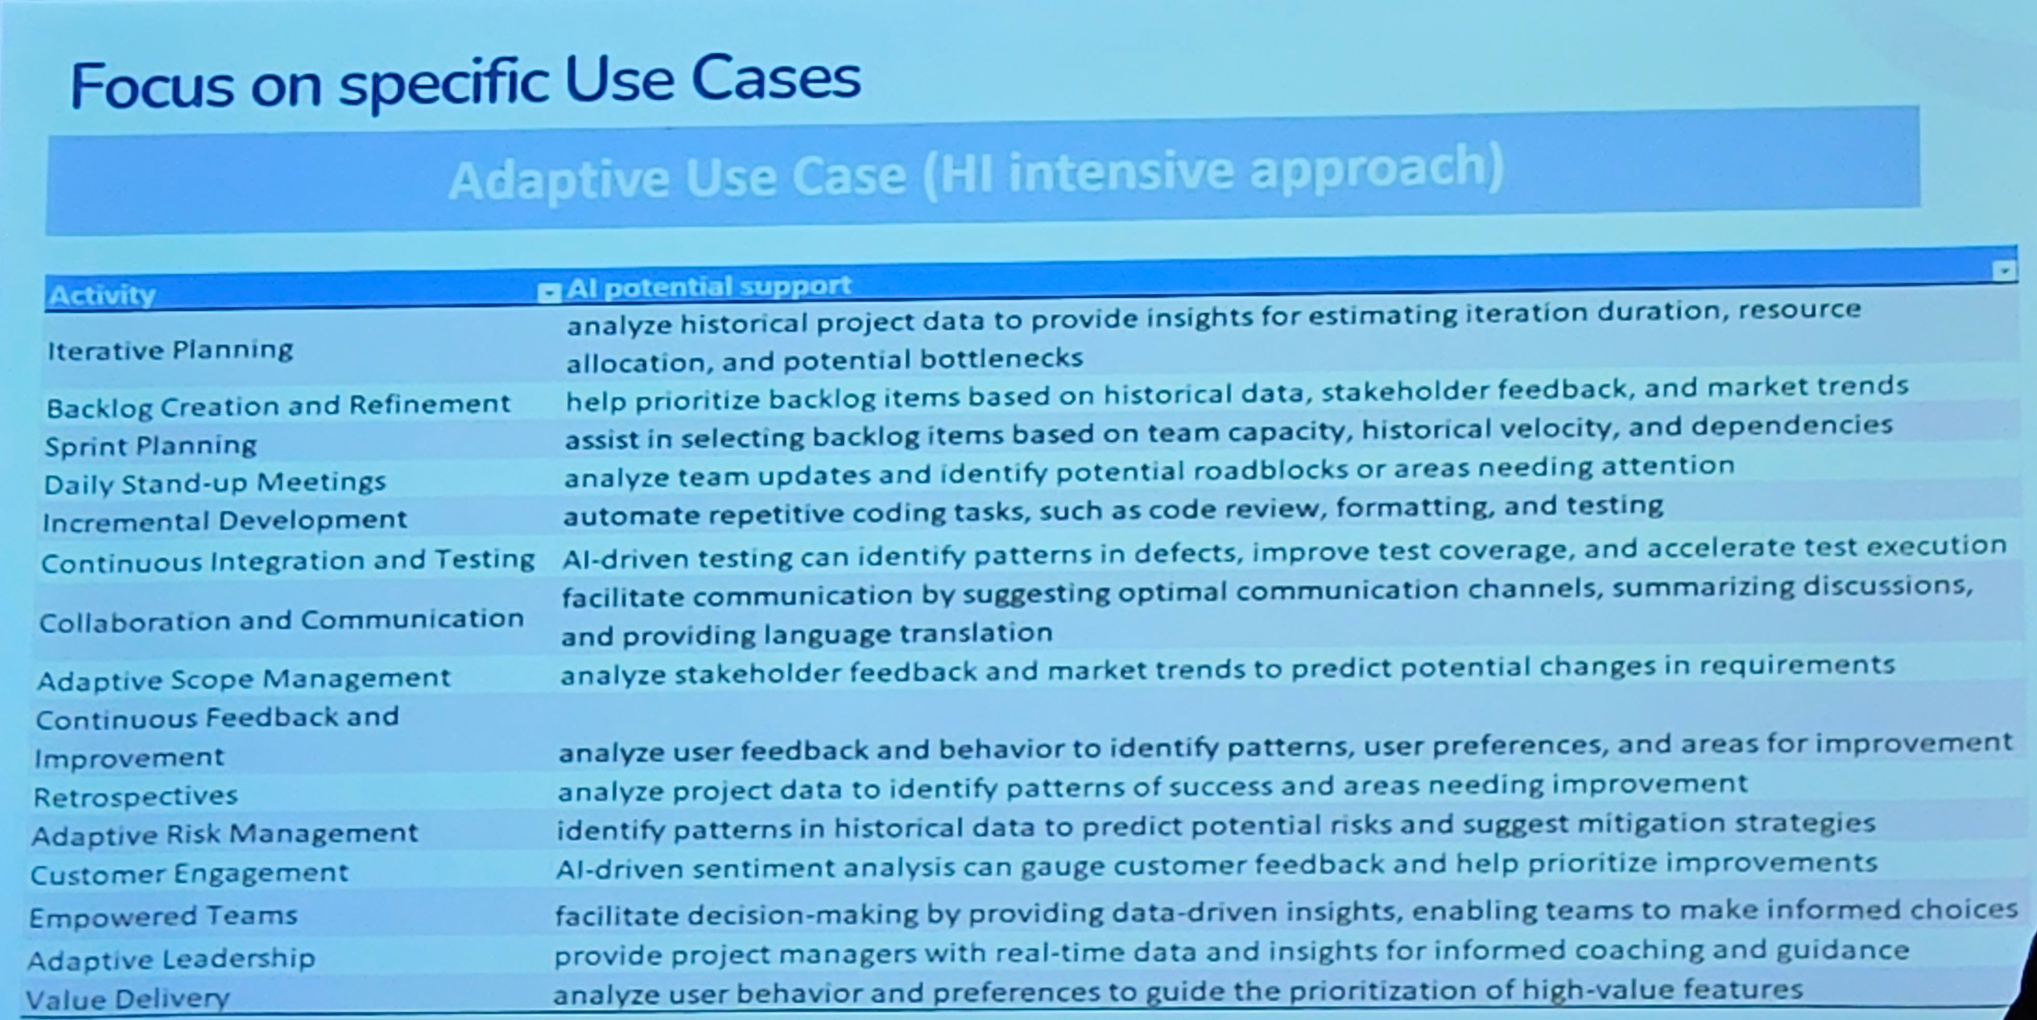 Focus on specific Use Cases
Adaptive Use Case (HI intensive approach)
Activity AI potential support
Iterative Planning analyze historical project data to provide insights for estimating iteration duration, resource
allocation, and potential bottlenecks
Backlog Creation and Refinement help prioritize backlog items based on historical data, stakeholder feedback, and market trends
Sprint Planning assist in selecting backlog items based on team capacity, historical velocity, and dependencies
Daily Stand-up Meetings analyze team updates and identify potential roadblocks or areas needing attention
Incremental Development automate repetitive coding tasks, such as code review, formatting, and testing
Continuous Integration and Testing AI-driven testing can identify patterns in defects, improve test coverage, and accelerate test execution
Collaboration and Communication facilitate communication by suggesting optimal communication channels, summarizing discussions,
and providing language translation
Adaptive Scope Management analyze stakeholder feedback and market trends to predict potential changes in requirements
Continuous Feedback and
Improvement analyze user feedback and behavior to identify patterns, user preferences, and areas for improvement
Retrospectives analyze project data to identify patterns of success and areas needing improvement
Adaptive Risk Management identify patterns in historical data to predict potential risks and suggest mitigation strategies
Customer Engagement AI-driven sentiment analysis can gauge customer feedback and help prioritize improvements
Empowered Teams facilitate decision-making by providing data-driven insights, enabling teams to make informed choices
Adaptive Leadership provide project managers with real-time data and insights for informed coaching and guidance
Value Delivery analyze user behavior and preferences to guide the prioritization of high-value features